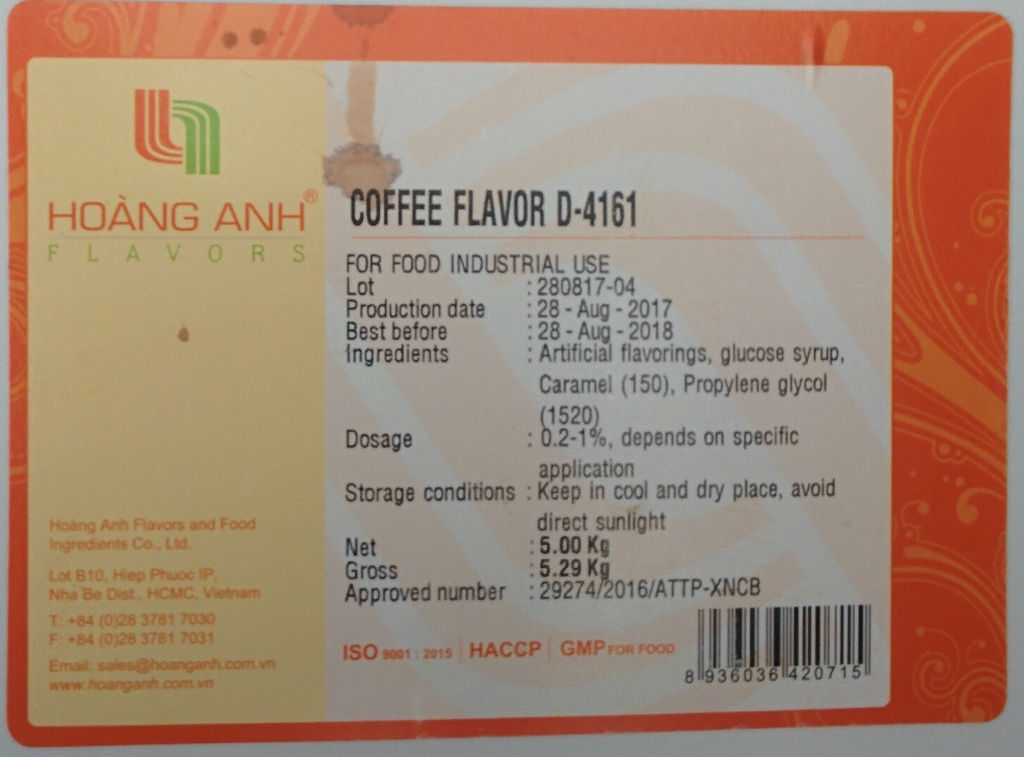 HOÀNG ANH®
FLAVORS
COFFEE FLAVOR D-4161
FOR FOOD INDUSTRIAL USE
Lot : 280817-04
Production date : 28 - Aug - 2017
Best before : 28 - Aug - 2018
Ingredients : Artificial flavorings, glucose syrup,
Caramel (150), Propylene glycol
(1520)
Dosage : 0.2-1%, depends on specific
application
Storage conditions : Keep in cool and dry place, avoid
direct sunlight
Net : 5.00 Kg
Gross : 5.29 Kg
Approved number : 29274/2016/ATTP-XNCB
ISO 9001 : 2015 | HACCP | GMP FOR FOOD
8 936036 420715
Hoàng Anh Flavors and Food
Ingredients Co., Ltd.
Lot B10, Hiep Phuoc IP,
Nhà Be Dist., HCMC, Vietnam
T: +84 (0)28 3781 7030
F: +84 (0)28 3781 7031
Email: sales@hoanganh.com.vn
www.hoanganh.com.vn